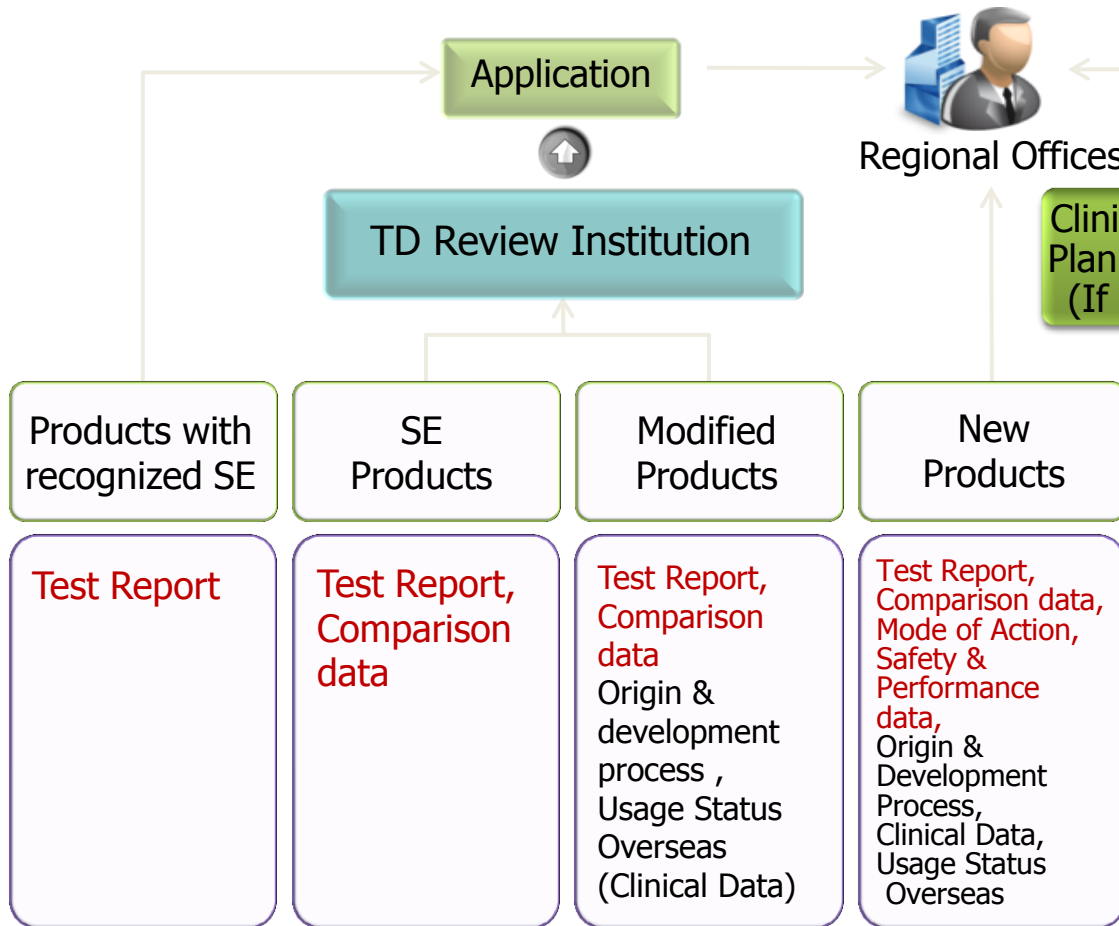 Application
Regional Offices
TD Review Institution
Plan
(If
Products with
recognized SE
SE
Products
Modified
Products
New
Products
Test Report
Test Report,
Comparison
data
Test Report,
Comparison
data
Origin &
development
process ,
Usage Status
Overseas
(Clinical Data)
Test Report,
Comparison data,
Mode of Action,
Safety &
Performance
data,
Origin &
Development
Process,
Clinical Data,
Usage Status
Overseas